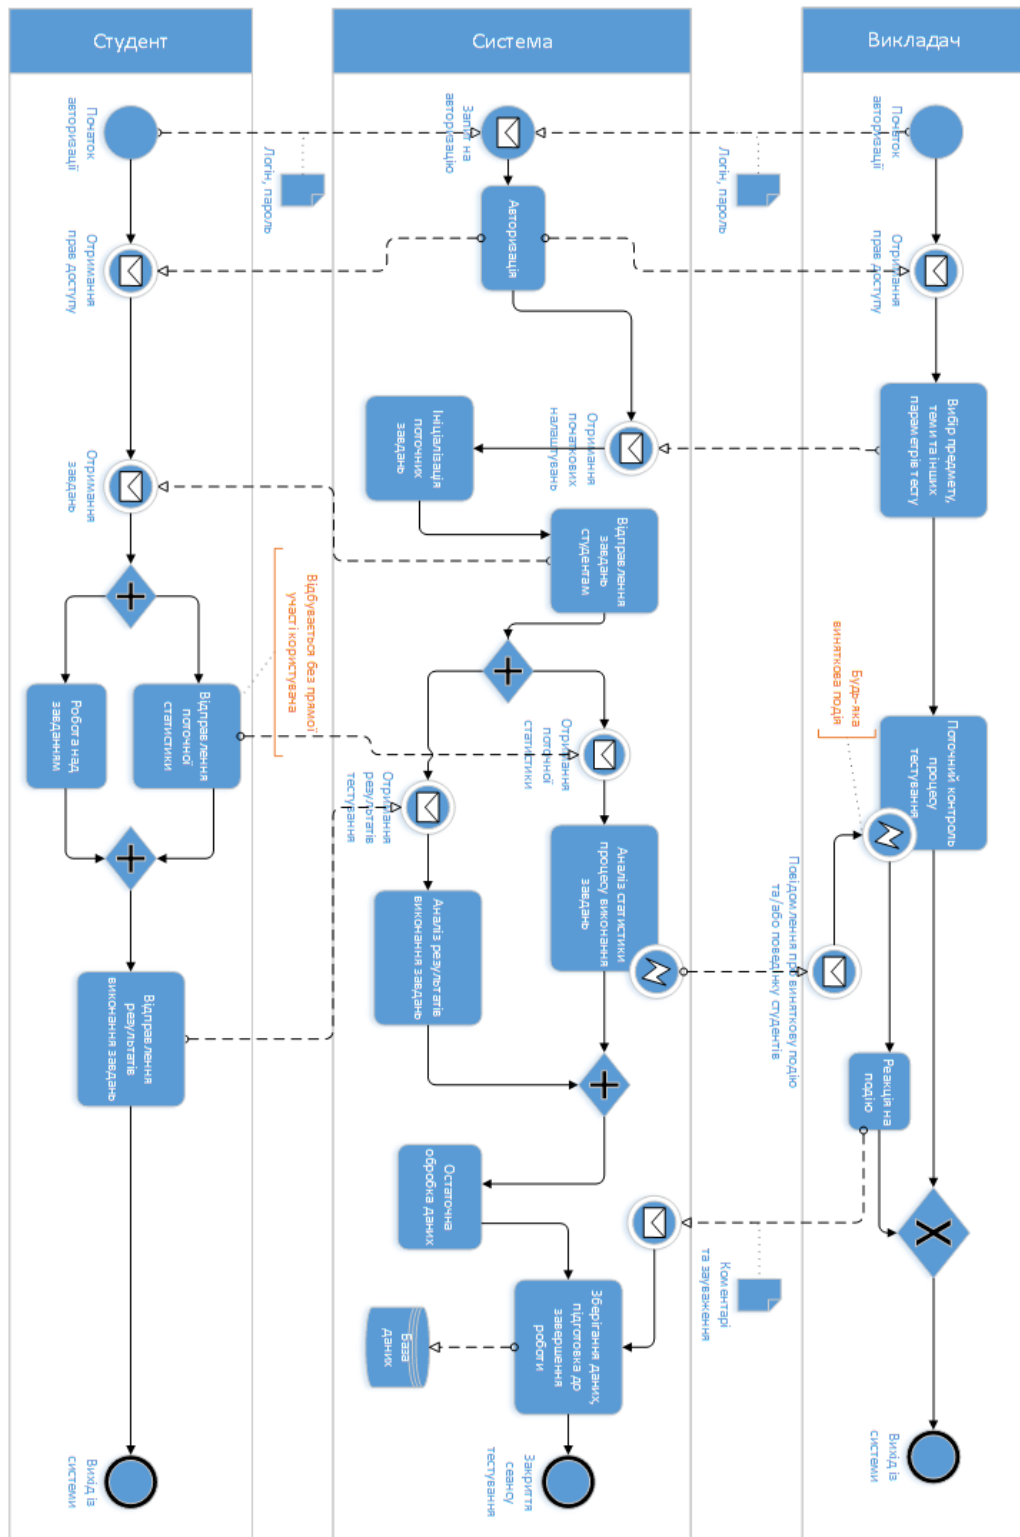 Студент
Система
Викладач
Початок
авторизації
Запит на
авторизацію
Початок
авторизації
Логін, пароль
Логін, пароль
Авторизація
Отримання
прав доступу
Отримання
прав доступу
Вибір предмету,
теми та інших
параметрів тесту
Отримання
початкових
налаштувань
Ініціалізація
поточних
завдань
Отримання
завдань
Відправлення
завдань
студентам
Відбувається без прямої
участі користувача
Будь-яка
виняткова подія
Робота над
завданням
Відправлення
поточної
статистики
Отримання
поточної
статистики
Отримання
результатів
тестування
Поточний контроль
процесу
тестування
Аналіз статистики
процесу виконання
завдань
Аналіз результатів
виконання завдань
Повідомлення про виняткову подію
та/або поведінку студентів
Відправлення
результатів
виконання завдань
Реакція на
подію
Остаточна
обробка даних
Коментарі
та зауваження
Зберігання даних,
підготовка до
завершення
роботи
База
даних
Вихід із
системи
Закриття
сеансу
тестування
Вихід із
системи